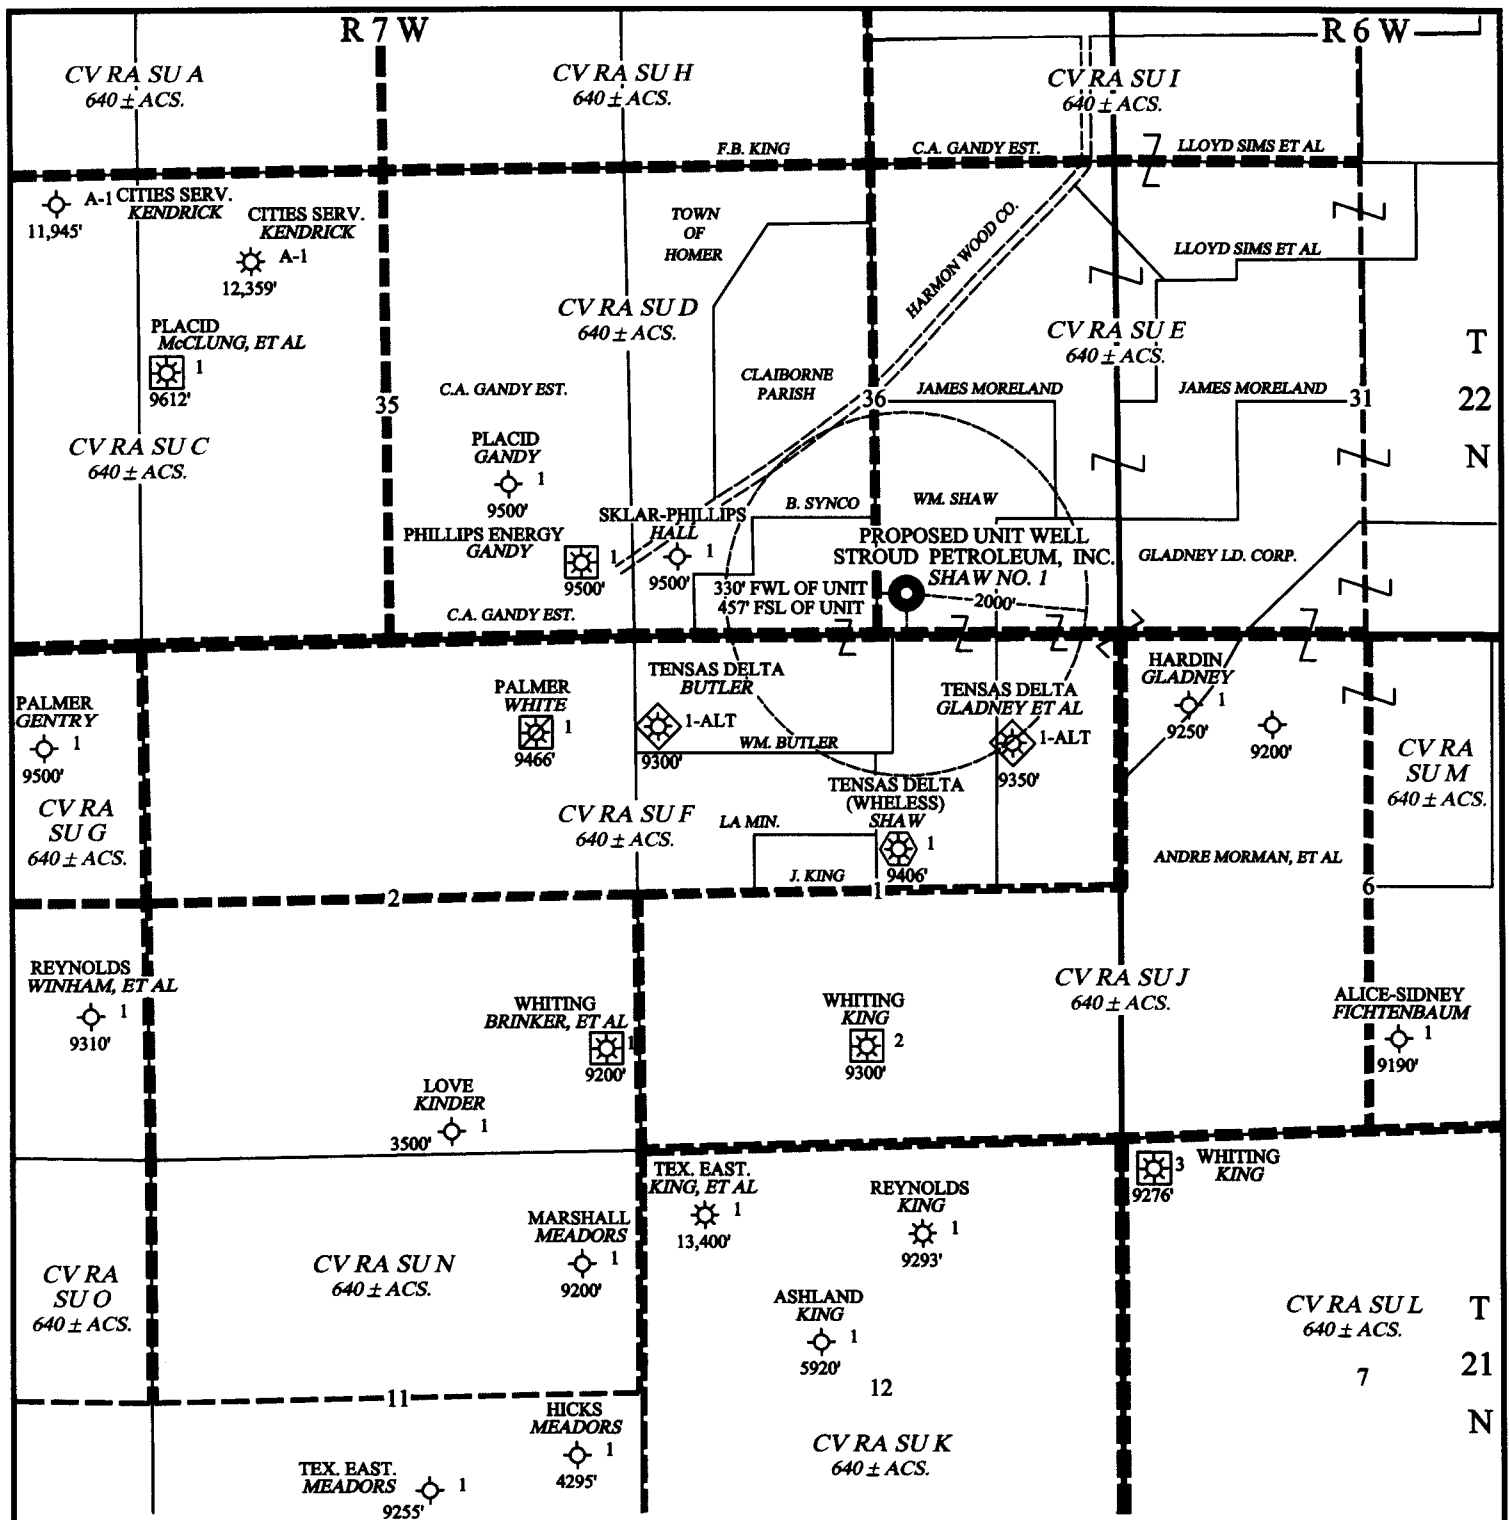 R 7 W
R 6 W
CV RA SU A
640 ± ACS.
CV RA SU H
640 ± ACS.
CV RA SU I
640 ± ACS.
F.B. KING
C.A. GANDY EST.
LLOYD SIMS ET AL
A-1 CITIES SERV.
KENDRICK
11,945'
CITIES SERV.
KENDRICK
A-1
12,359'
TOWN
OF
HOMER
HARMON WOOD CO.
LLOYD SIMS ET AL
CV RA SU D
640 ± ACS.
CV RA SU E
640 ± ACS.
PLACID
McCLUNG, ET AL
1
9612'
T
22
N
CLAIBORNE
PARISH
C.A. GANDY EST.
35
36
JAMES MORELAND
JAMES MORELAND
31
CV RA SU C
640 ± ACS.
PLACID
GANDY
1
9500'
B. SYNCO
WM. SHAW
SKLAR-PHILLIPS
HALL
1
9500'
PHILLIPS ENERGY
GANDY
1
9500'
PROPOSED UNIT WELL
STROUD PETROLEUM, INC.
SHAW NO. 1
330' FWL OF UNIT
457' FSL OF UNIT
2000'
GLADNEY LD. CORP.
C.A. GANDY EST.
PALMER
GENTRY
1
9500'
PALMER
WHITE
1
9466'
TENSAS DELTA
BUTLER
1-ALT
9300'
WM. BUTLER
TENSAS DELTA
GLADNEY ET AL
1-ALT
9350'
HARDIN
GLADNEY
1
9250'
9200'
CV RA
SU M
640 ± ACS.
CV RA
SU G
640 ± ACS.
CV RA SU F
640 ± ACS.
TENSAS DELTA
(WHELESS)
SHAW
1
9406'
LA MIN.
J. KING
ANDRE MORMAN, ET AL
2
1
6
REYNOLDS
WINHAM, ET AL
1
9310'
WHITING
BRINKER, ET AL
1
9200'
WHITING
KING
2
9300'
CV RA SU J
640 ± ACS.
ALICE-SIDNEY
FICHTENBAUM
1
9190'
LOVE
KINDER
1
3500'
TEX. EAST.
KING, ET AL
1
13,400'
REYNOLDS
KING
1
9293'
3 WHITING
KING
9276'
MARSHALL
MEADORS
1
9200'
CV RA
SU O
640 ± ACS.
CV RA SU N
640 ± ACS.
ASHLAND
KING
1
5920'
CV RA SU L
640 ± ACS.
T
21
N
11
12
7
HICKS
MEADORS
1
4295'
CV RA SU K
640 ± ACS.
TEX. EAST.
MEADORS
1
9255'